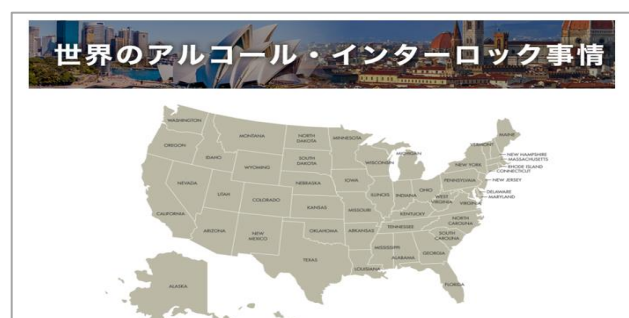 世界のアルコール・インターロック事情
WASHINGTON
MONTANA
NORTH DAKOTA
MINNESOTA
MAINE
VERMONT
OREGON
IDAHO
SOUTH DAKOTA
WISCONSIN
MICHIGAN
NEW HAMPSHIRE
MASSACHUSETTS
WYOMING
NEW YORK
RHODE ISLAND
CONNECTICUT
NEVADA
UTAH
NEBRASKA
IOWA
PENNSYLVANIA
NEW JERSEY
COLORADO
ILLINOIS
INDIANA
OHIO
DELAWARE
MARYLAND
CALIFORNIA
KANSAS
MISSOURI
WEST VIRGINIA
VIRGINIA
KENTUCKY
NORTH CAROLINA
ARIZONA
NEW MEXICO
OKLAHOMA
ARKANSAS
TENNESSEE
SOUTH CAROLINA
MISSISSIPPI
ALABAMA
GEORGIA
TEXAS
LOUISIANA
FLORIDA
ALASKA